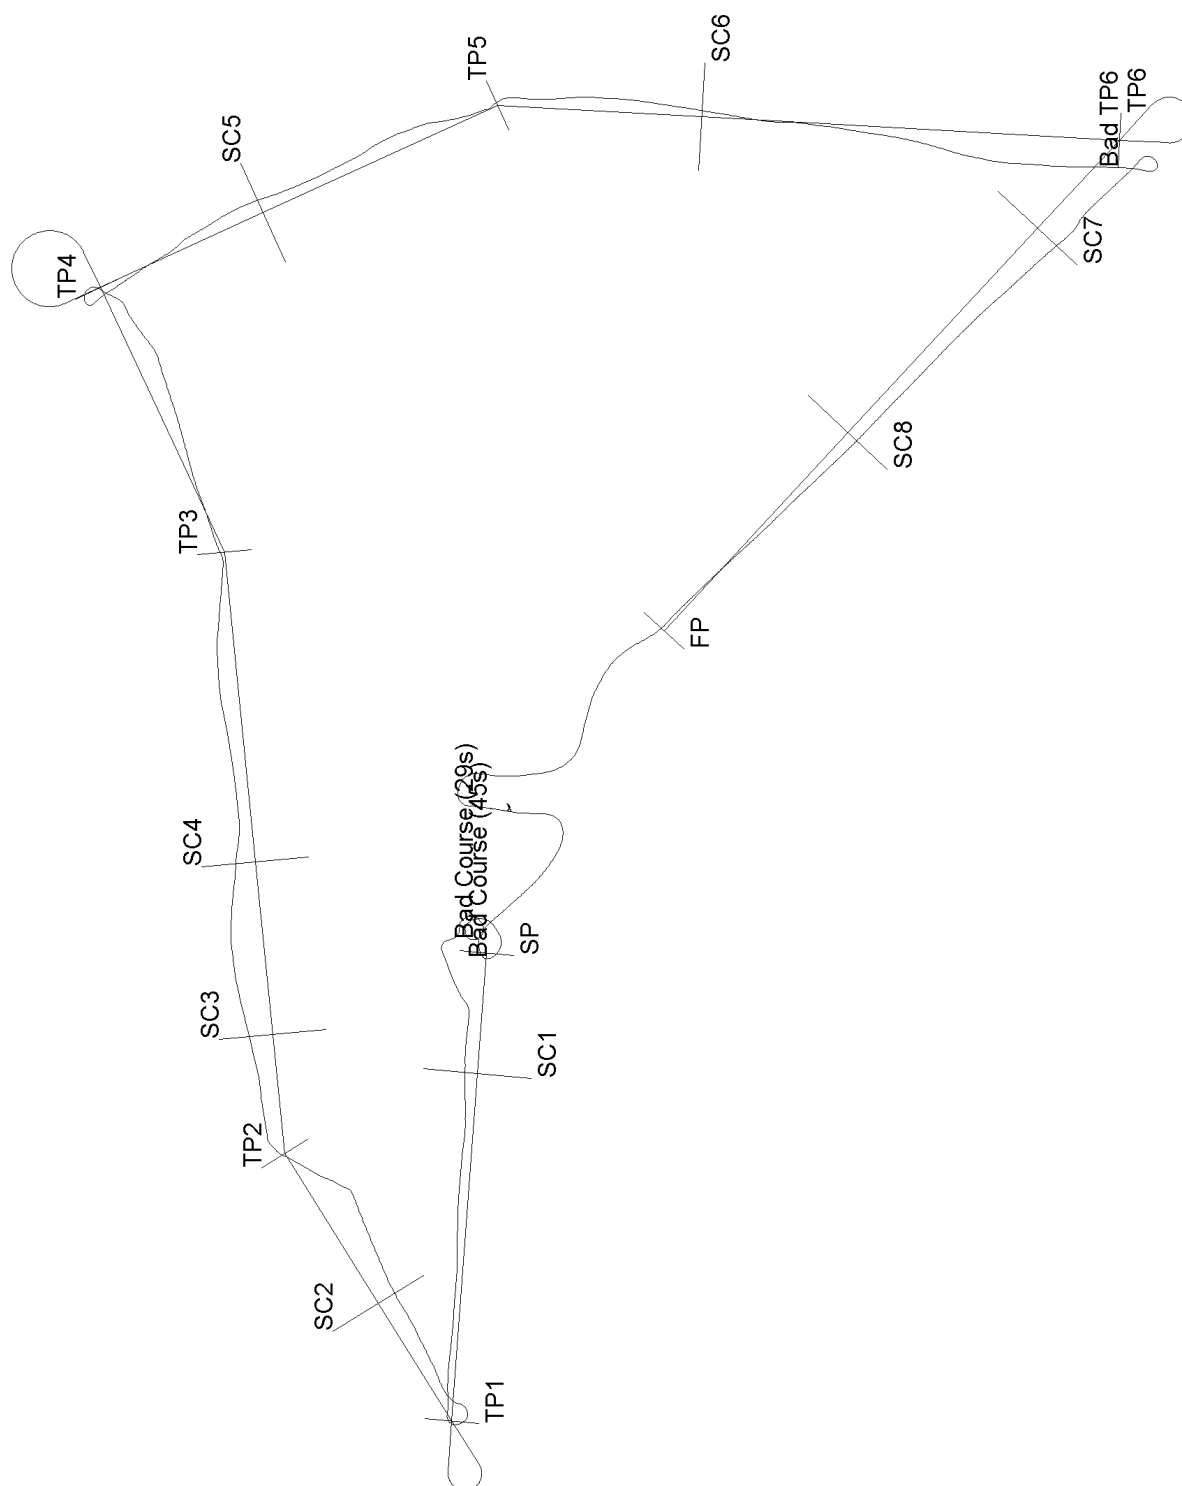 SC6
TP5
Bad TP6
TP6
SC5
SC7
TP4
SC8
TP3
FP
Bad Course (29s)
Bad Course (45s)
SC4
SP
SC3
SC1
TP2
SC2
TP1